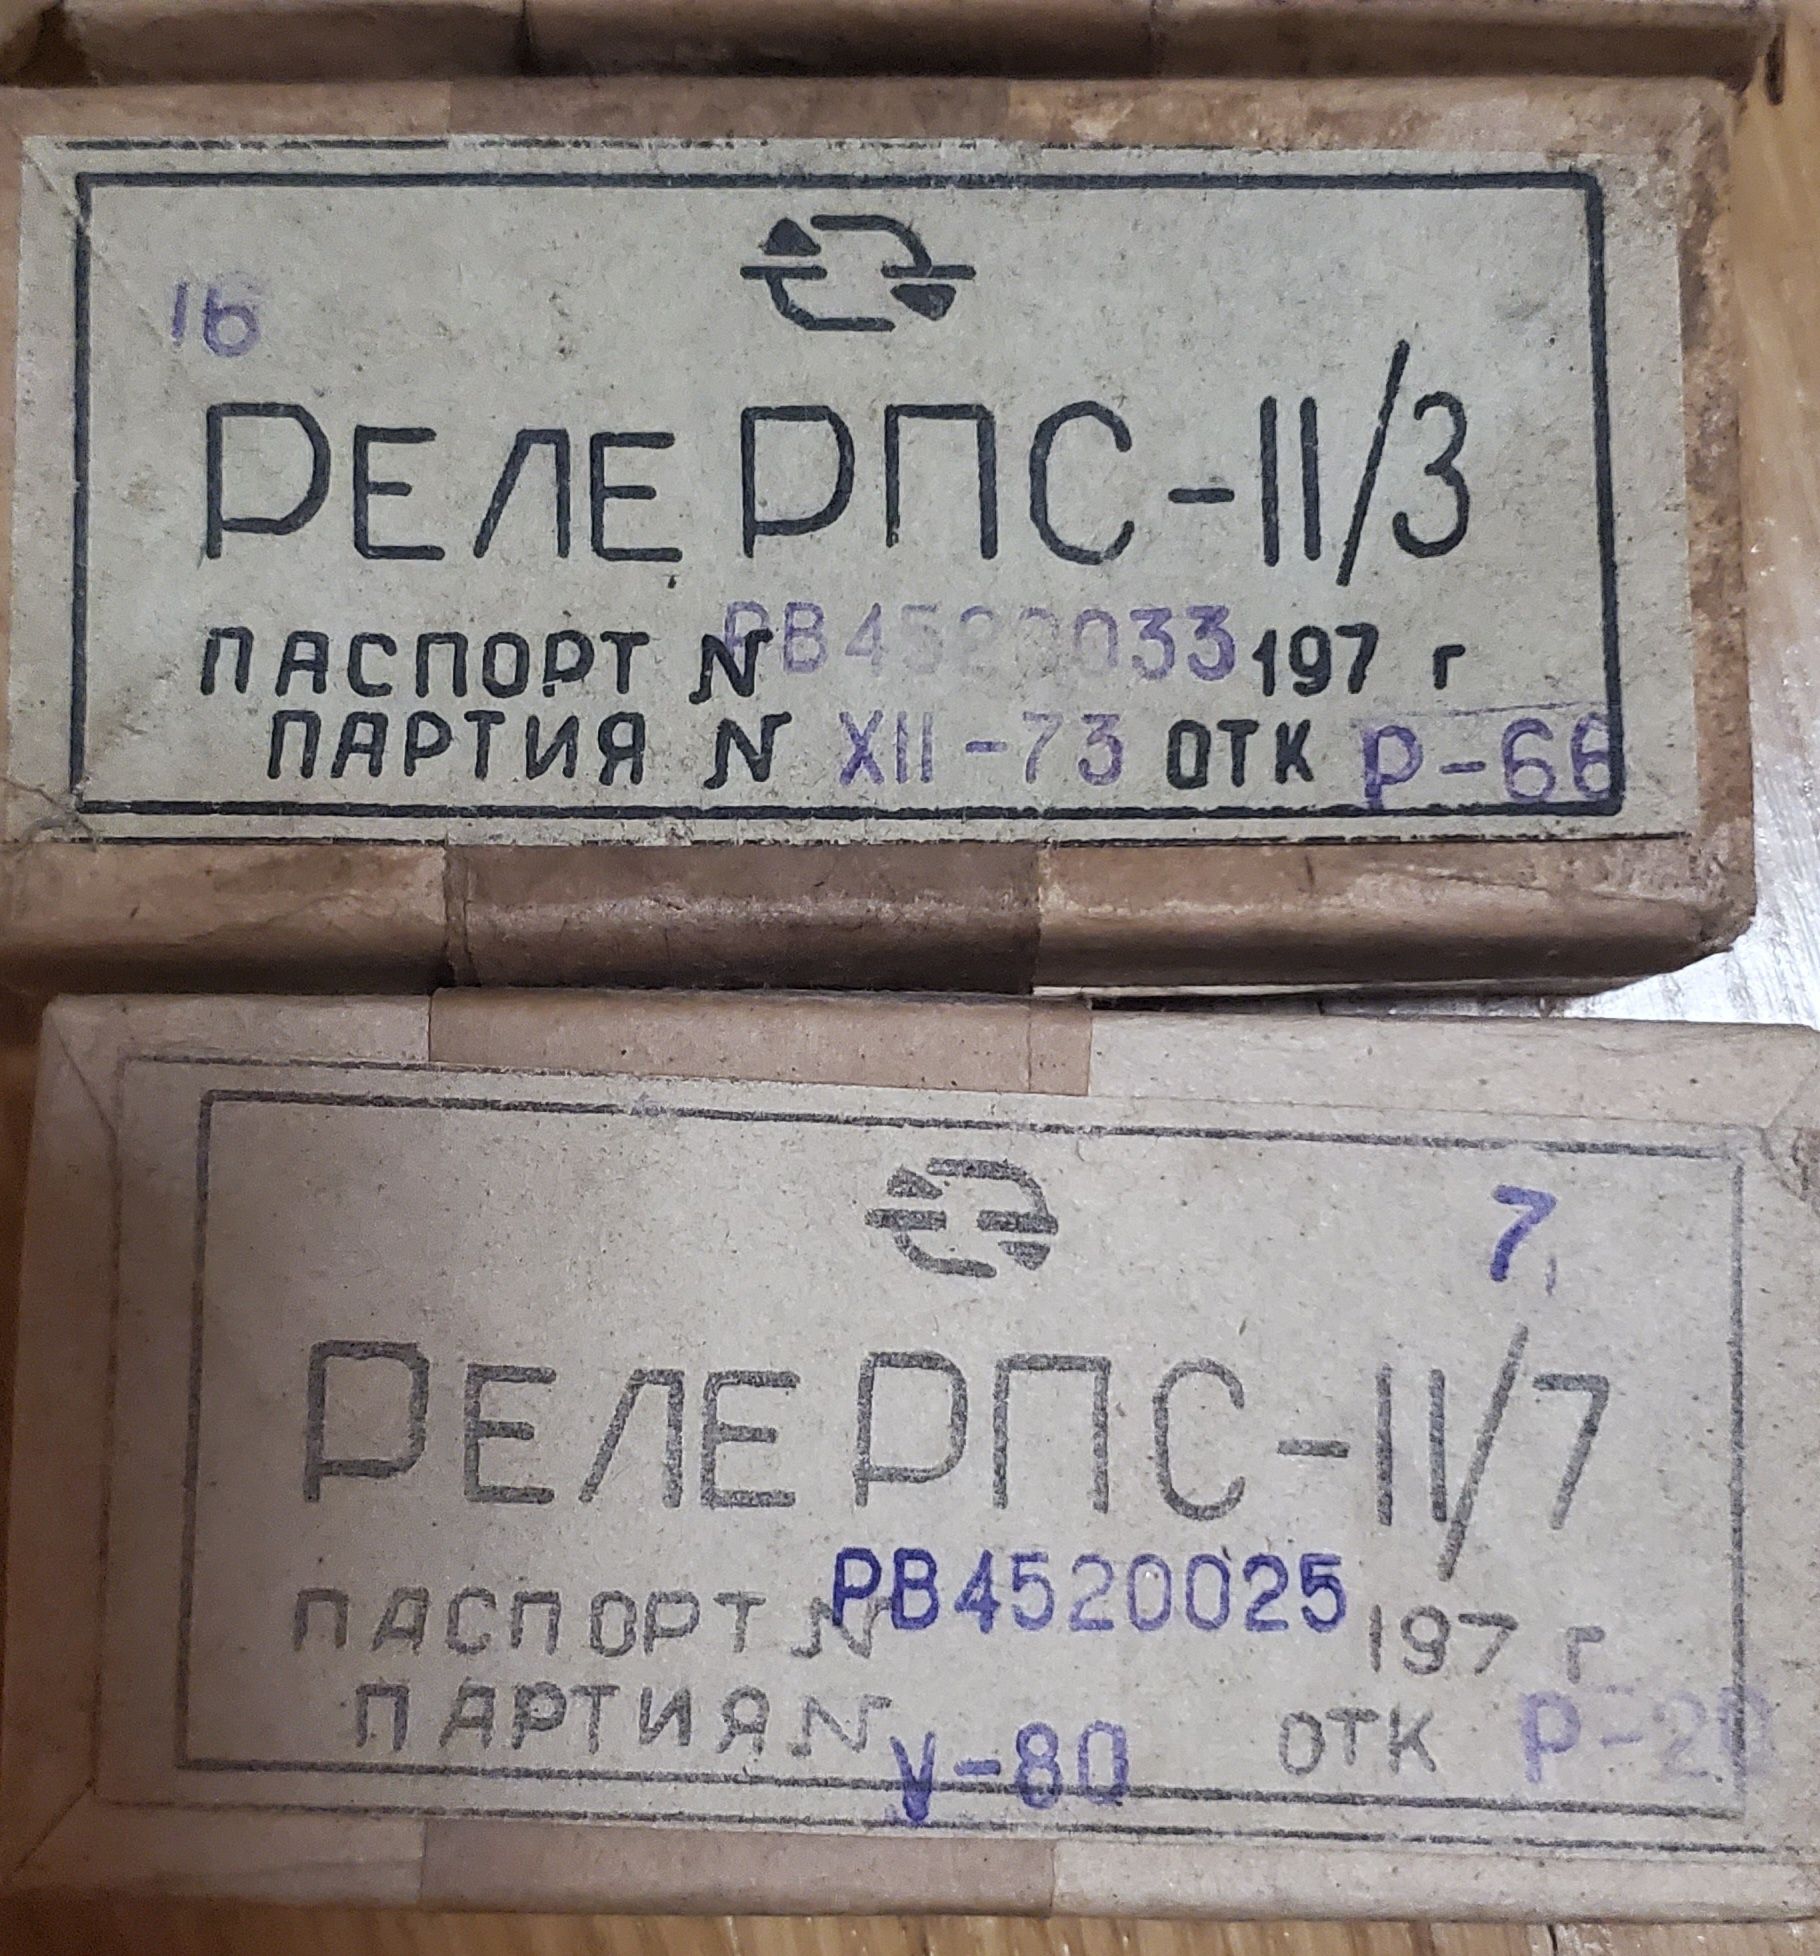 16
РЕЛЕ РПС-11/3
ПАСПОРТ N РВ4520033 197 г
ПАРТИЯ N XII-73 ОТК Р-66
7
РЕЛЕ РПС-11/7
ПАСПОРТ N РВ4520025 197 г
ПАРТИЯ N V-80 ОТК Р-20